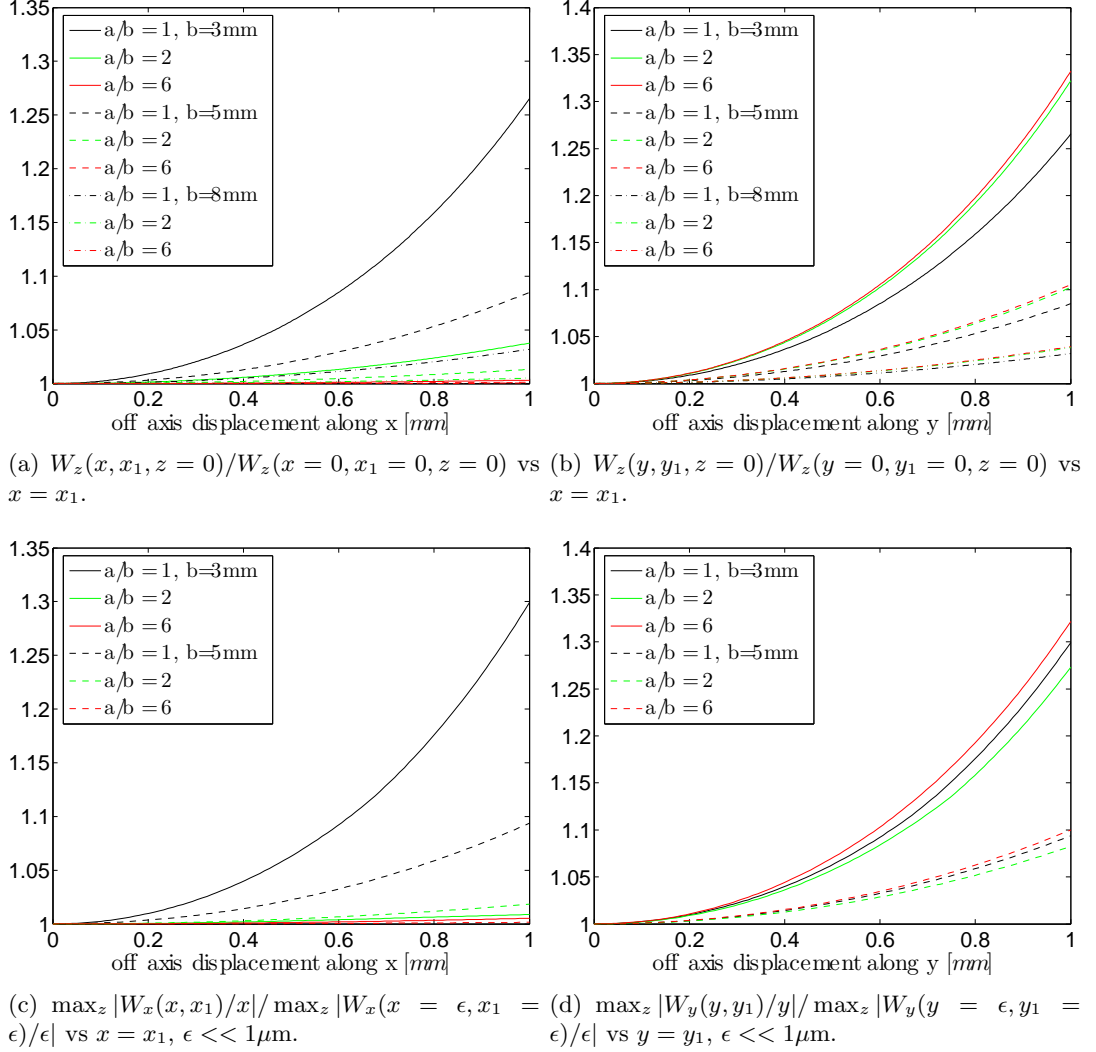 1.35
1.3
1.25
1.2
1.15
1.1
1.05
1
a/b = 1, b=3mm
a/b = 2
a/b = 6
a/b = 1, b=5mm
a/b = 2
a/b = 6
a/b = 1, b=8mm
a/b = 2
a/b = 6
0 0.2 0.4 0.6 0.8 1
off axis displacement along x [mm]
1.4
1.35
1.3
1.25
1.2
1.15
1.1
1.05
1
a/b = 1, b=3mm
a/b = 2
a/b = 6
a/b = 1, b=5mm
a/b = 2
a/b = 6
a/b = 1, b=8mm
a/b = 2
a/b = 6
0 0.2 0.4 0.6 0.8 1
off axis displacement along y [mm]
(a) W_z(x, x_1, z = 0)/W_z(x = 0, x_1 = 0, z = 0) vs
x = x_1.
(b) W_z(y, y_1, z = 0)/W_z(y = 0, y_1 = 0, z = 0) vs
x = x_1.
1.35
1.3
1.25
1.2
1.15
1.1
1.05
1
a/b = 1, b=3mm
a/b = 2
a/b = 6
a/b = 1, b=5mm
a/b = 2
a/b = 6
0 0.2 0.4 0.6 0.8 1
off axis displacement along x [mm]
1.4
1.35
1.3
1.25
1.2
1.15
1.1
1.05
1
a/b = 1, b=3mm
a/b = 2
a/b = 6
a/b = 1, b=5mm
a/b = 2
a/b = 6
0 0.2 0.4 0.6 0.8 1
off axis displacement along y [mm]
(c) max_z |W_x(x, x_1)/x|/ max_z |W_x(x = ϵ, x_1 =
ϵ)/ϵ| vs x = x_1, ϵ << 1μm.
(d) max_z |W_y(y, y_1)/y|/ max_z |W_y(y = ϵ, y_1 =
ϵ)/ϵ| vs y = y_1, ϵ << 1μm.